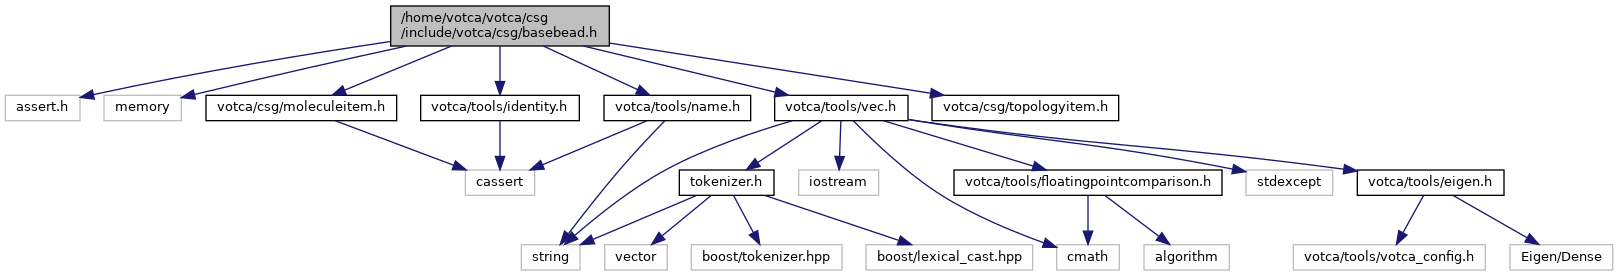 /home/votca/votca/csg
/include/votca/csg/basebead.h
assert.h
memory
votca/csg/moleculeitem.h
votca/tools/identity.h
votca/tools/name.h
votca/tools/vec.h
votca/csg/topologyitem.h
cassert
tokenizer.h
iostream
votca/tools/floatingpointcomparison.h
stdexcept
votca/tools/eigen.h
string
vector
boost/tokenizer.hpp
boost/lexical_cast.hpp
cmath
algorithm
votca/tools/votca_config.h
Eigen/Dense